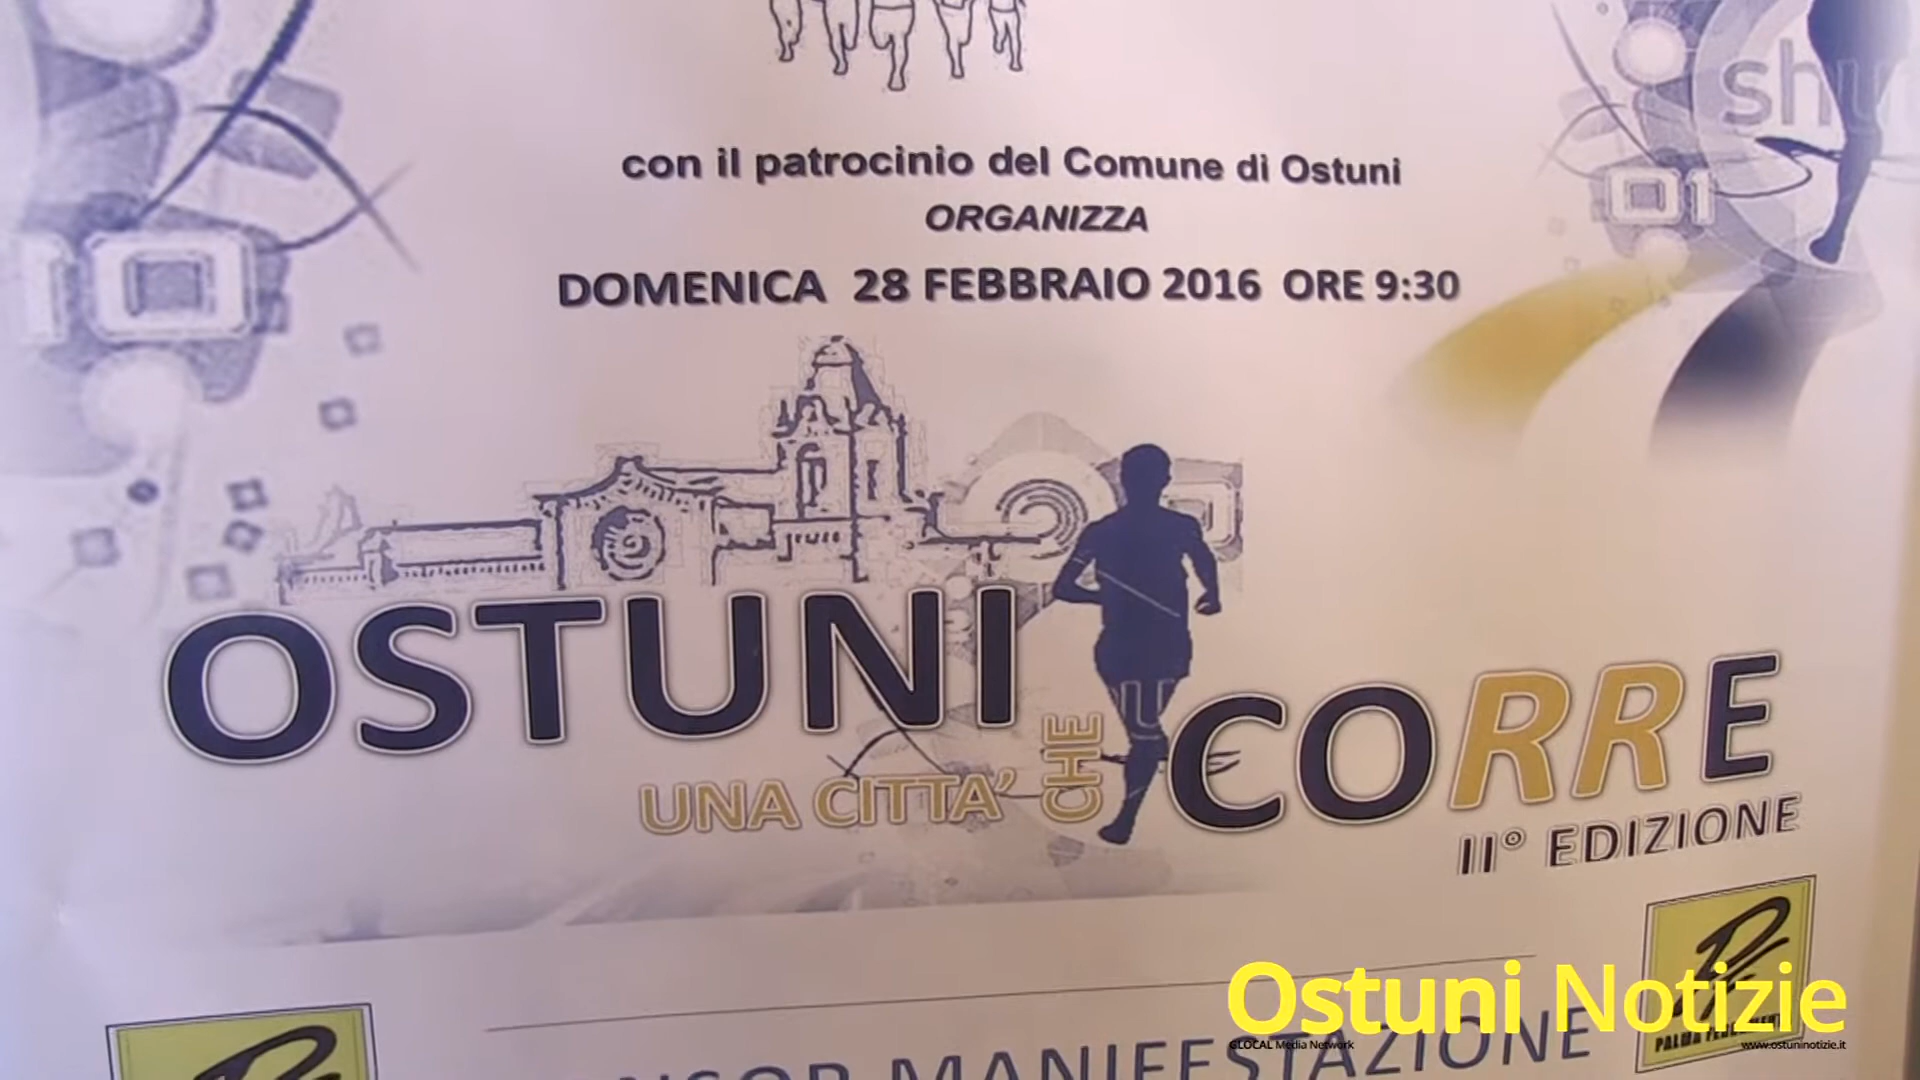 con il patrocinio del Comune di Ostuni
ORGANIZZA
DOMENICA 28 FEBBRAIO 2016 ORE 9:30
OSTUNI
UNA CITTA' CHE
CORRE
II° EDIZIONE
MANIFESTAZIONE
Ostuni Notizie
GLOCAL Media Network
www.ostuninotizie.it